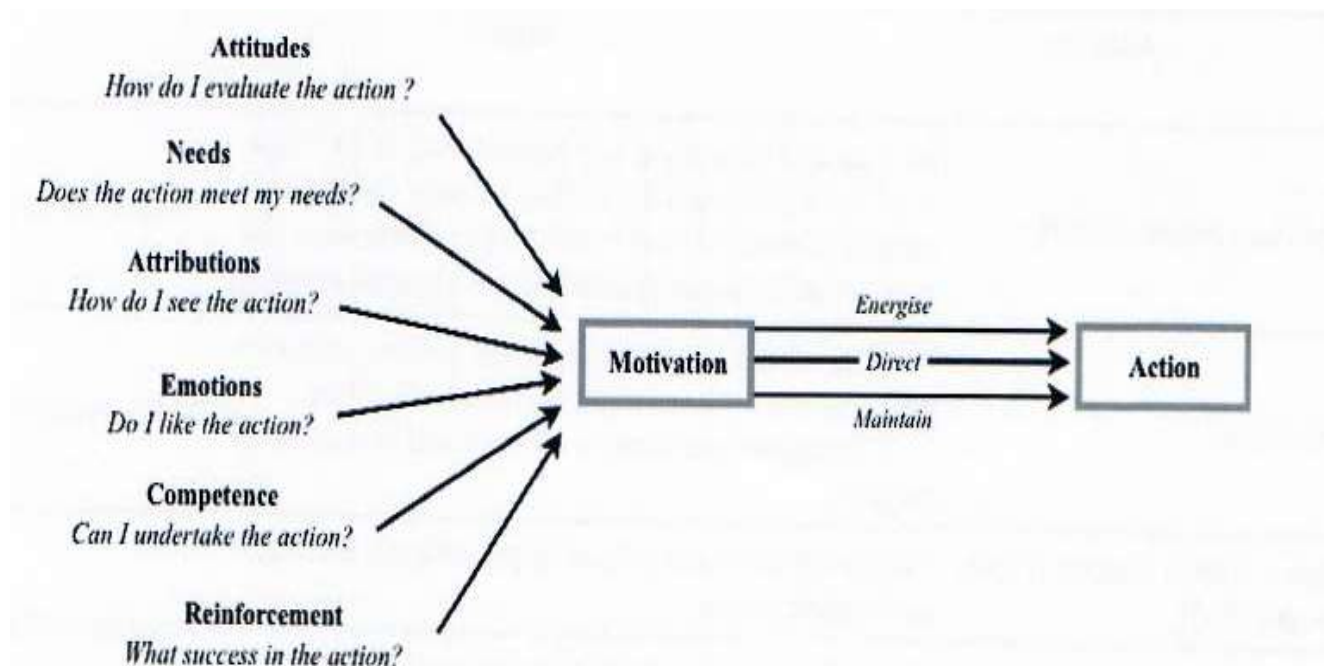 Attitudes
How do I evaluate the action ?
Needs
Does the action meet my needs?
Attributions
How do I see the action?
Emotions
Do I like the action?
Competence
Can I undertake the action?
Reinforcement
What success in the action?
Motivation
Energise
Direct
Maintain
Action